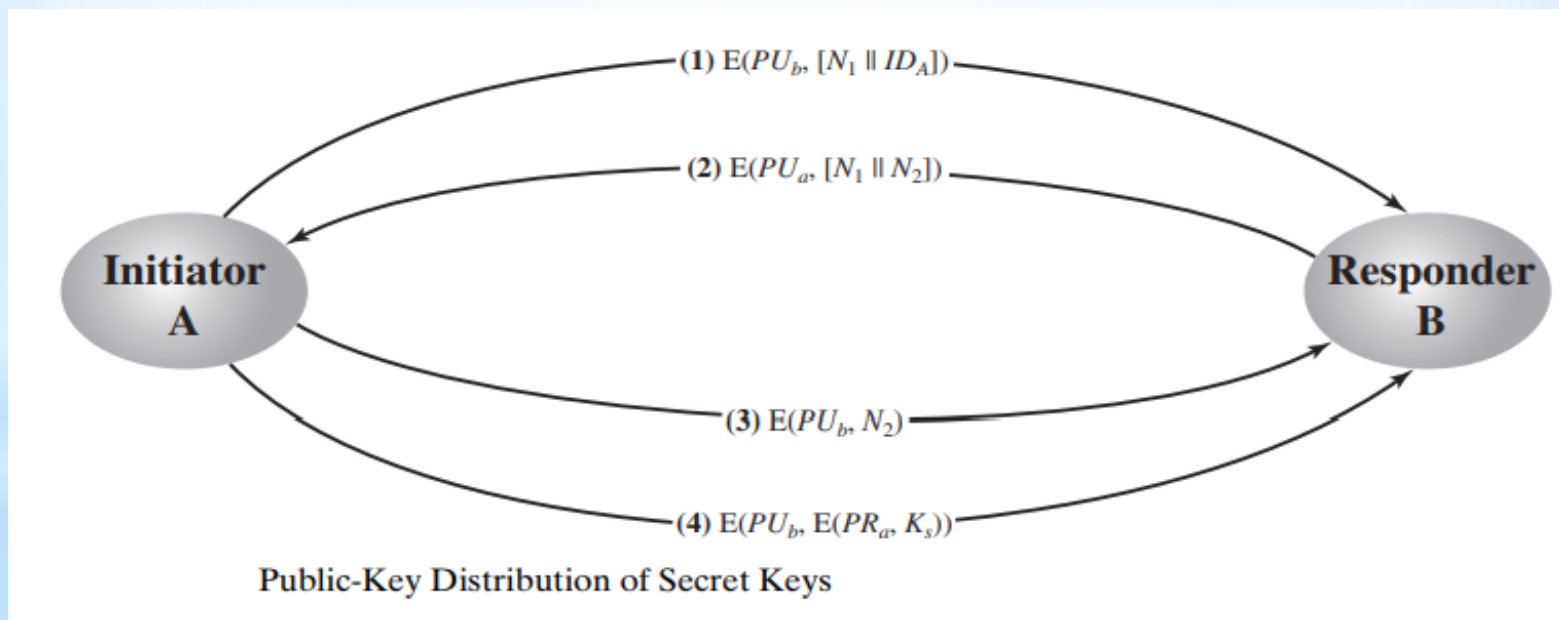 (1) E(PU_b, [N_1 || ID_A])
(2) E(PU_a, [N_1 || N_2])
Initiator
A
Responder
B
(3) E(PU_b, N_2)
(4) E(PU_b, E(PR_a, K_s))
Public-Key Distribution of Secret Keys